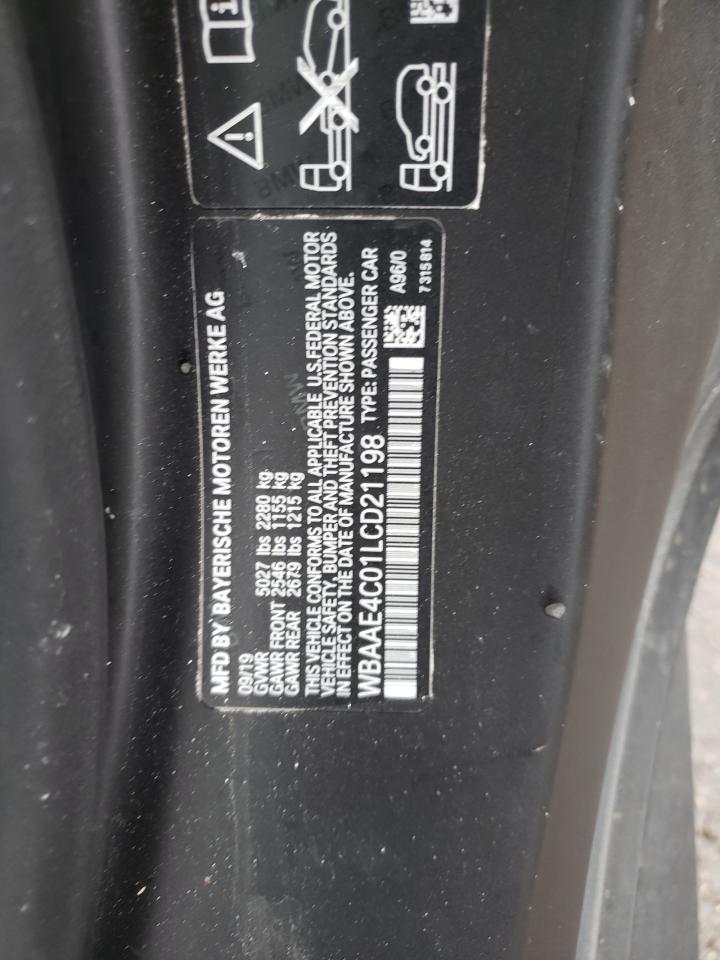 MFD BY BAYERISCHE MOTOREN WERKE AG
09/19
GVWR 5027 lbs 2280 kg
GAWR FRONT 2546 lbs 1155 kg
GAWR REAR 2679 lbs 1215 kg
THIS VEHICLE CONFORMS TO ALL APPLICABLE U.S.FEDERAL MOTOR
VEHICLE SAFETY, BUMPER AND THEFT PREVENTION STANDARDS
IN EFFECT ON THE DATE OF MANUFACTURE SHOWN ABOVE.
WBAAE4C01LCD21198 TYPE: PASSENGER CAR
A96/0
7 315 814